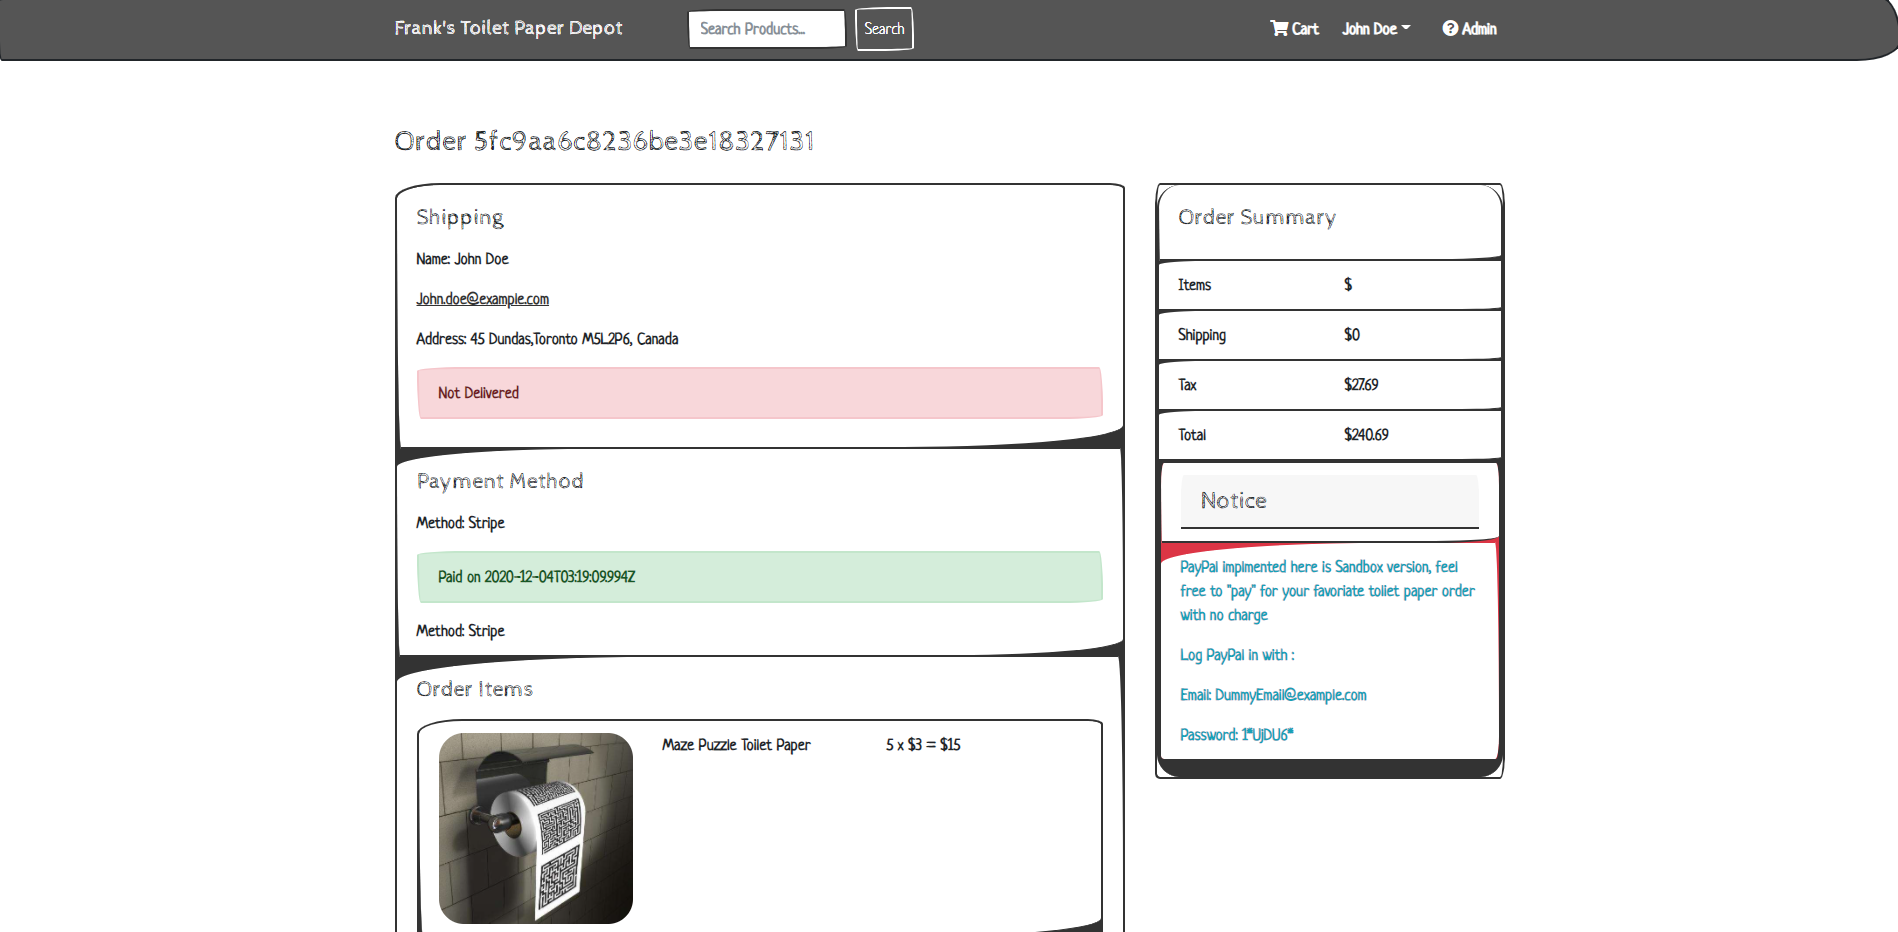 Frank's Toilet Paper Depot
Search Products...
Search
Cart
John Doe
Admin
Order 5fc9aa6c8236be3e18327131
Shipping
Name: John Doe
John.doe@example.com
Address: 45 Dundas,Toronto M5L2P6, Canada
Not Delivered
Payment Method
Method: Stripe
Paid on 2020-12-04T03:19:09.994Z
Method: Stripe
Order Items
Maze Puzzle Toilet Paper
5 x $3 = $15
Order Summary
Items $
Shipping $0
Tax $27.69
Total $240.69
Notice
PayPal implmented here is Sandbox version, feel
free to "pay" for your favoriate toilet paper order
with no charge
Log PayPal in with :
Email: DummyEmail@example.com
Password: 1*UjDU6*